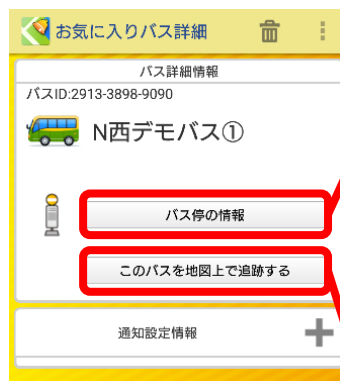 お気に入りバス詳細
バス詳細情報
バスID:2913-3898-9090
N西デモバス①
バス停の情報
このバスを地図上で追跡する
通知設定情報